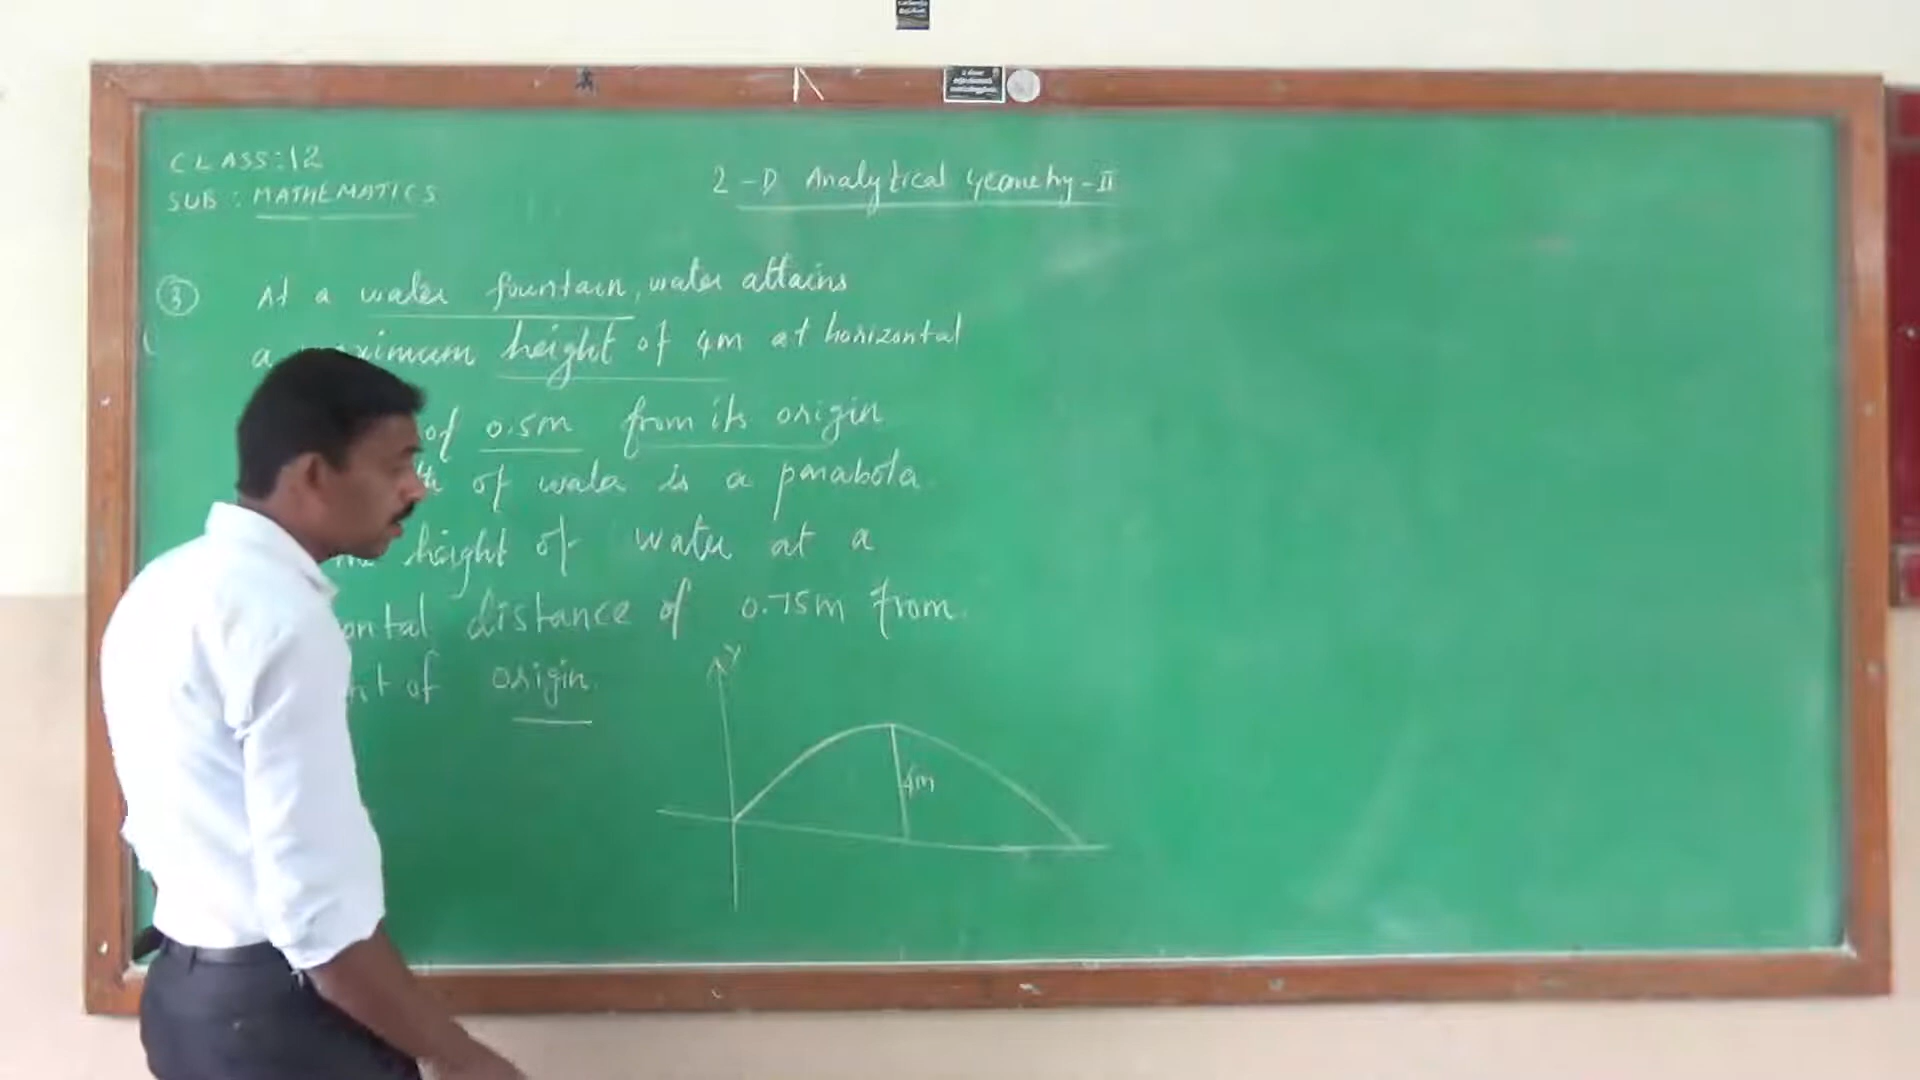 CLASS: 12
SUB : MATHEMATICS
2-D Analytical Geometry-II
3 At a water fountain, water attains
a maximum height of 4m at horizontal
of 0.5m from its origin
of water is a parabola
height of water at a
distance of 0.75m from
of origin.
Y
4m